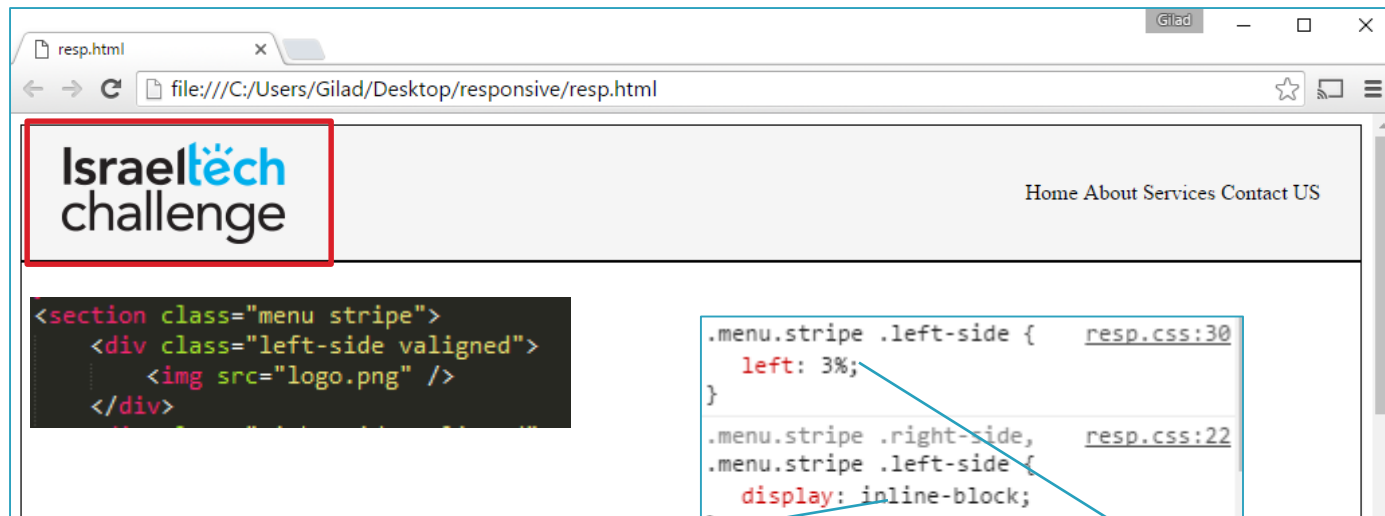 Gilad
resp.html
file:///C:/Users/Gilad/Desktop/responsive/resp.html
Israeltëch
challenge
Home About Services Contact US
<section class="menu stripe">
<div class="left-side valigned">
<img src="logo.png" />
</div>
.menu.stripe .left-side { resp.css:30
left: 3%;
}
.menu.stripe .right-side, resp.css:22
.menu.stripe .left-side {
display: inline-block;